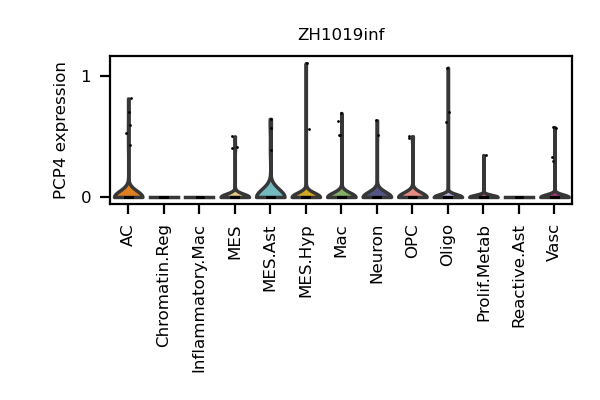 ZH1019inf
PCP4 expression
1
0
AC
Chromatin.Reg
Inflammatory.Mac
MES
MES.Ast
MES.Hyp
Mac
Neuron
OPC
Oligo
Prolif.Metab
Reactive.Ast
Vasc